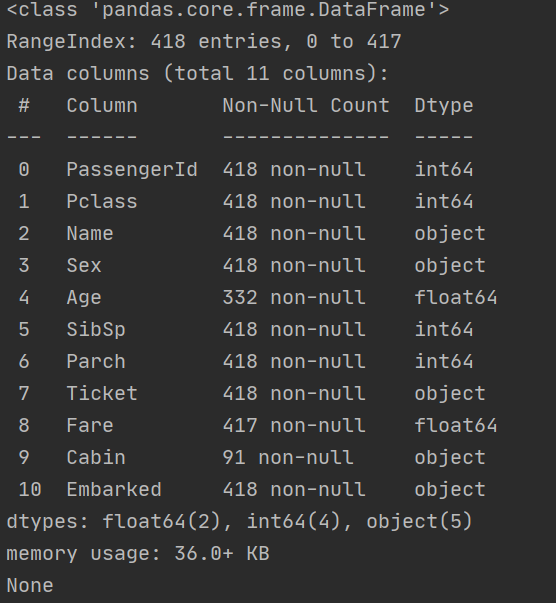 <class 'pandas.core.frame.DataFrame'>
RangeIndex: 418 entries, 0 to 417
Data columns (total 11 columns):
 #   Column       Non-Null Count  Dtype
---  ------       --------------  -----
 0   PassengerId  418 non-null    int64
 1   Pclass       418 non-null    int64
 2   Name         418 non-null    object
 3   Sex          418 non-null    object
 4   Age          332 non-null    float64
 5   SibSp        418 non-null    int64
 6   Parch        418 non-null    int64
 7   Ticket       418 non-null    object
 8   Fare         417 non-null    float64
 9   Cabin        91 non-null     object
 10  Embarked     418 non-null    object
dtypes: float64(2), int64(4), object(5)
memory usage: 36.0+ KB
None